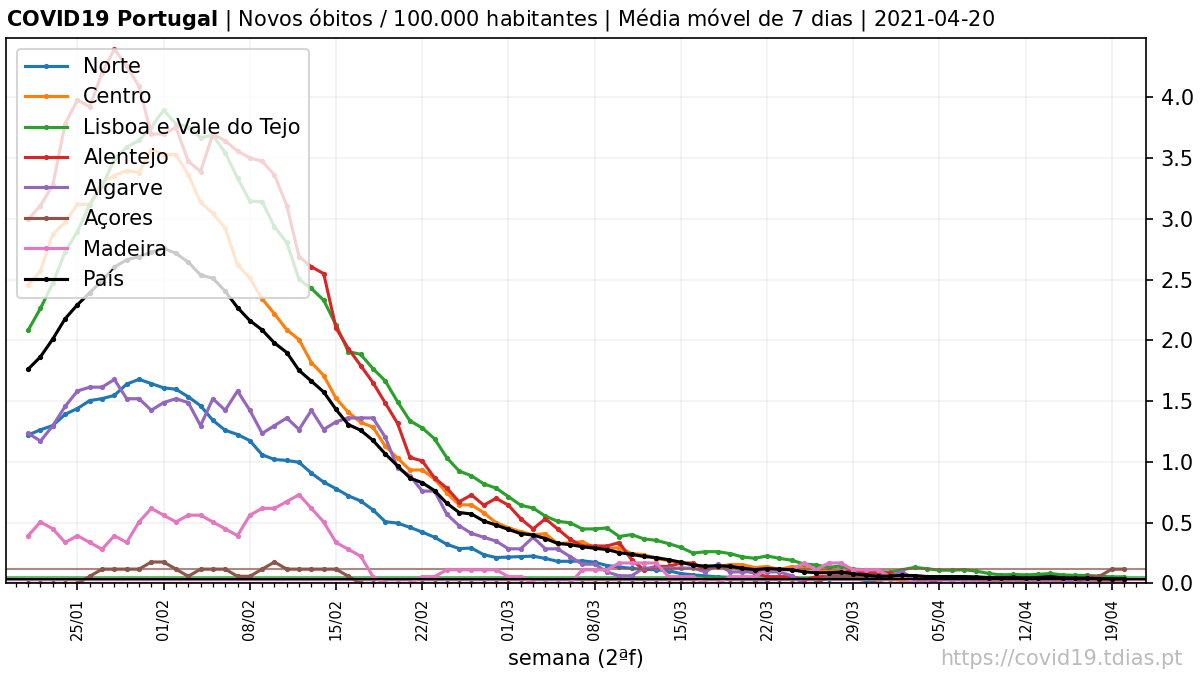 COVID19 Portugal | Novos óbitos / 100.000 habitantes | Média móvel de 7 dias | 2021-04-20
Norte
Centro
Lisboa e Vale do Tejo
Alentejo
Algarve
Açores
Madeira
País
4.0
3.5
3.0
2.5
2.0
1.5
1.0
0.5
0.0
25/01
01/02
08/02
15/02
22/02
01/03
08/03
15/03
22/03
29/03
05/04
12/04
19/04
semana (2ªf)
https://covid19.tdias.pt